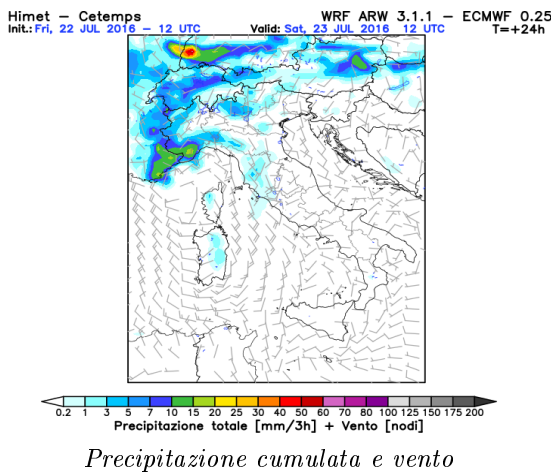 Himet – Cetemps WRF ARW 3.1.1 – ECMWF 0.25
Init.: Fri, 22 JUL 2016 – 12 UTC Valid: Sat, 23 JUL 2016 12 UTC T=+24h
0.2 1 3 5 7 10 15 20 25 30 40 50 60 70 80 100 125 150 175 200
Precipitazione totale [mm/3h] + Vento [nodi]
Precipitazione cumulata e vento